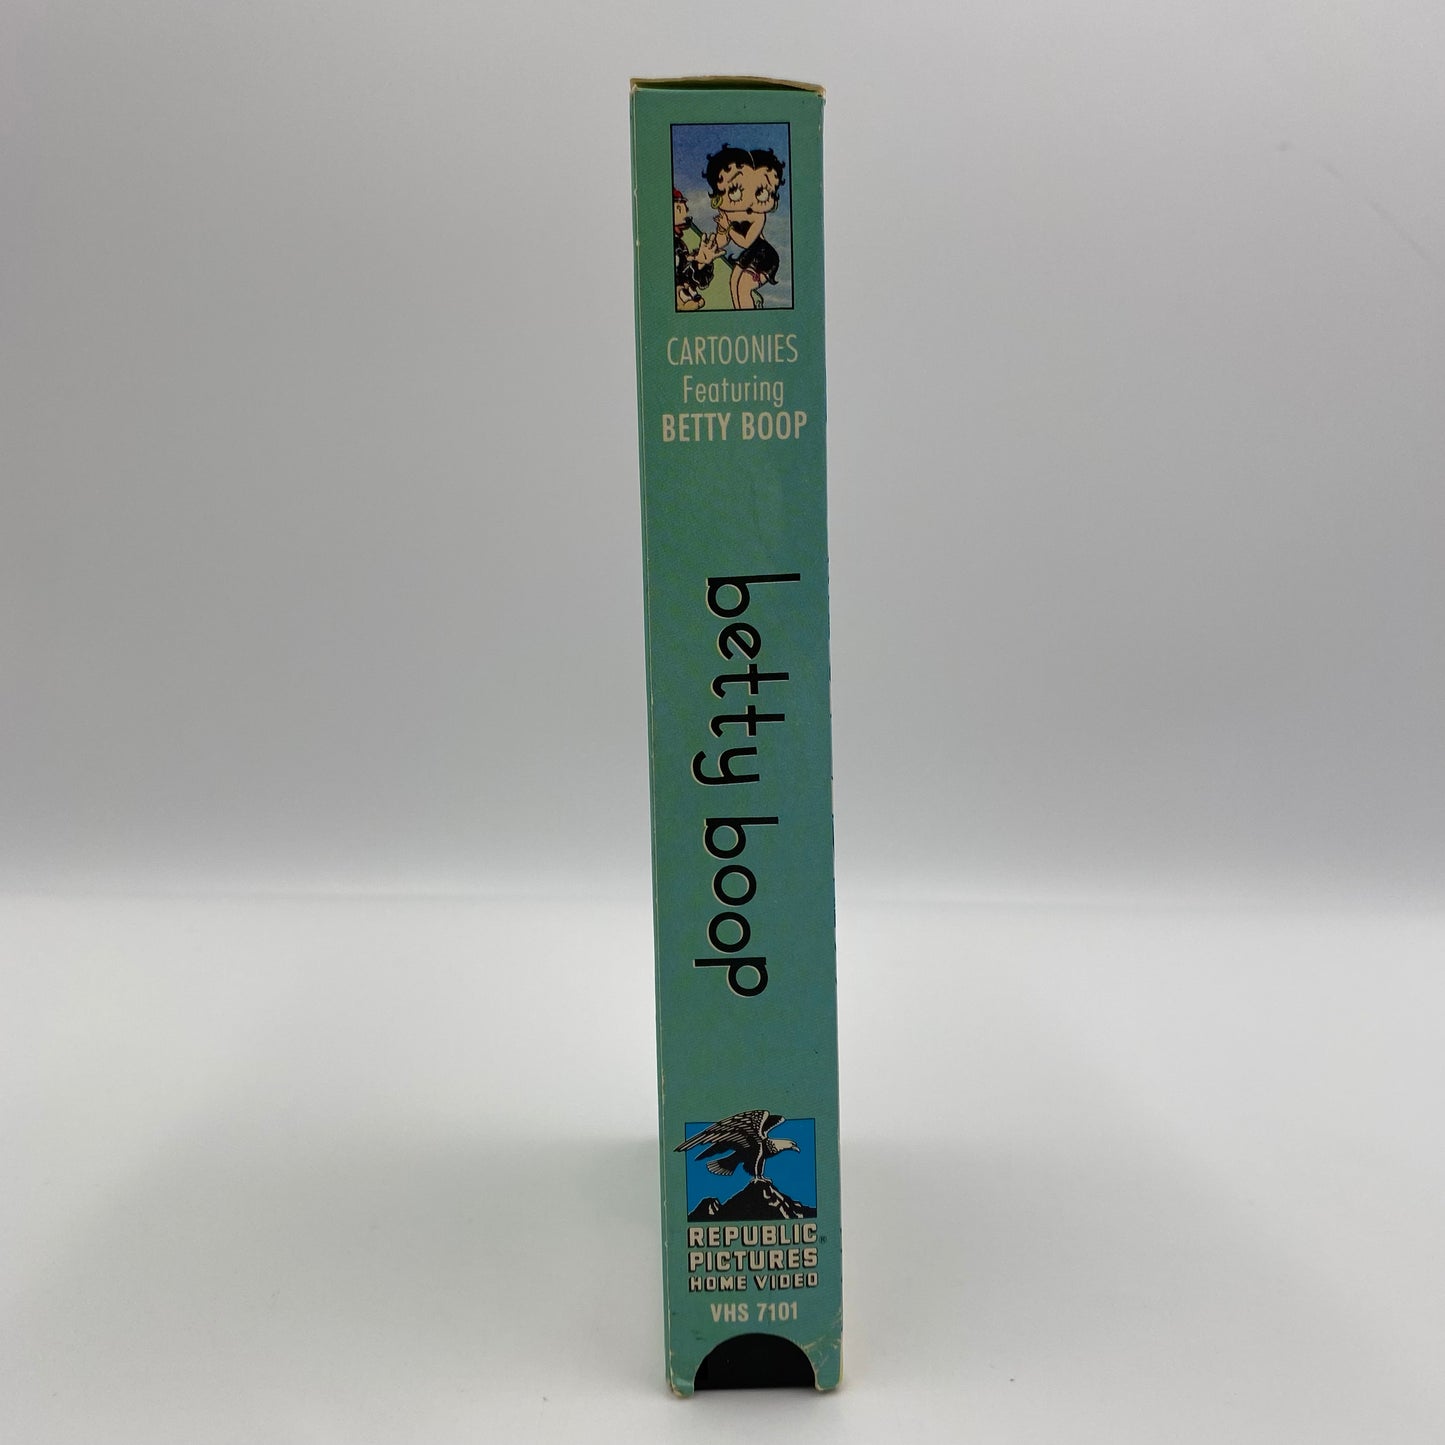 CARTOONIES
Featuring
BETTY BOOP
betty boop
REPUBLIC®
PICTURES
HOME VIDEO
VHS 7101